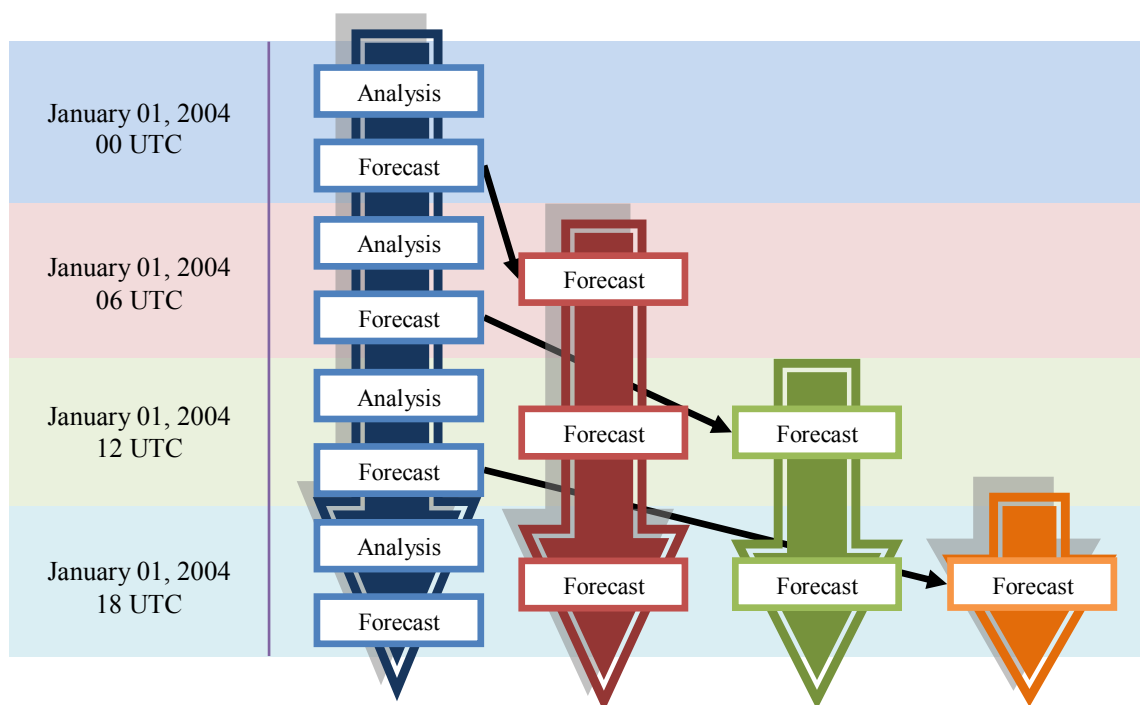 January 01, 2004
00 UTC
Analysis
Forecast
January 01, 2004
06 UTC
Analysis
Forecast
Forecast
January 01, 2004
12 UTC
Analysis
Forecast
Forecast
Forecast
January 01, 2004
18 UTC
Analysis
Forecast
Forecast
Forecast
Forecast